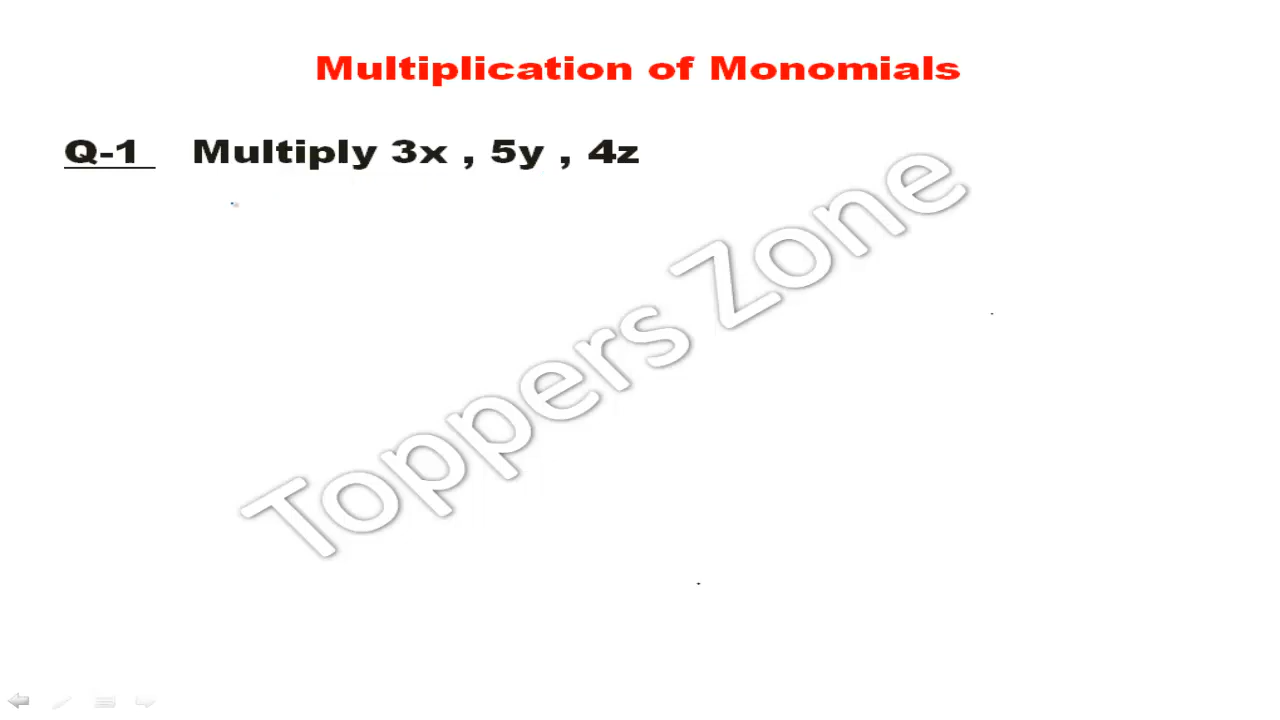 Multiplication of Monomials
Q-1 Multiply 3x , 5y , 4z
Toppers Zone